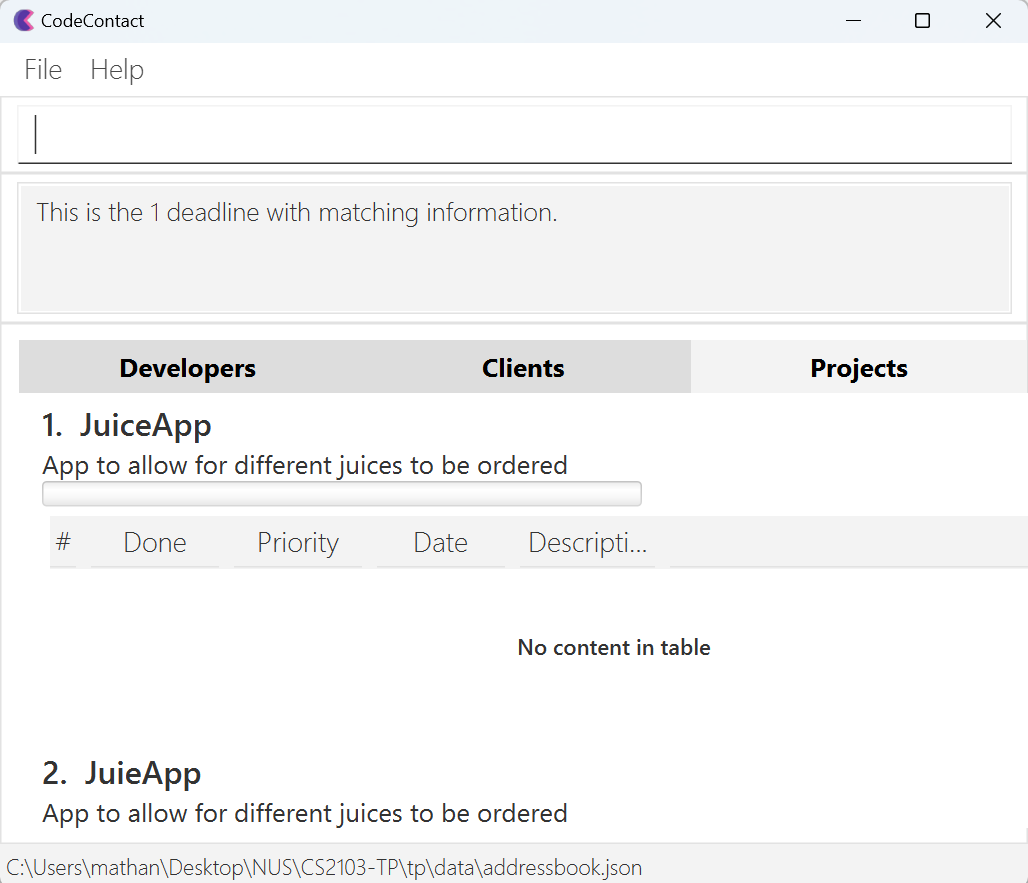 CodeContact
File Help
This is the 1 deadline with matching information.
Developers Clients Projects
1. JuiceApp
App to allow for different juices to be ordered
# Done Priority Date Descripti...
No content in table
2. JuieApp
App to allow for different juices to be ordered
C:\Users\mathan\Desktop\NUS\CS2103-TP\tp\data\addressbook.json